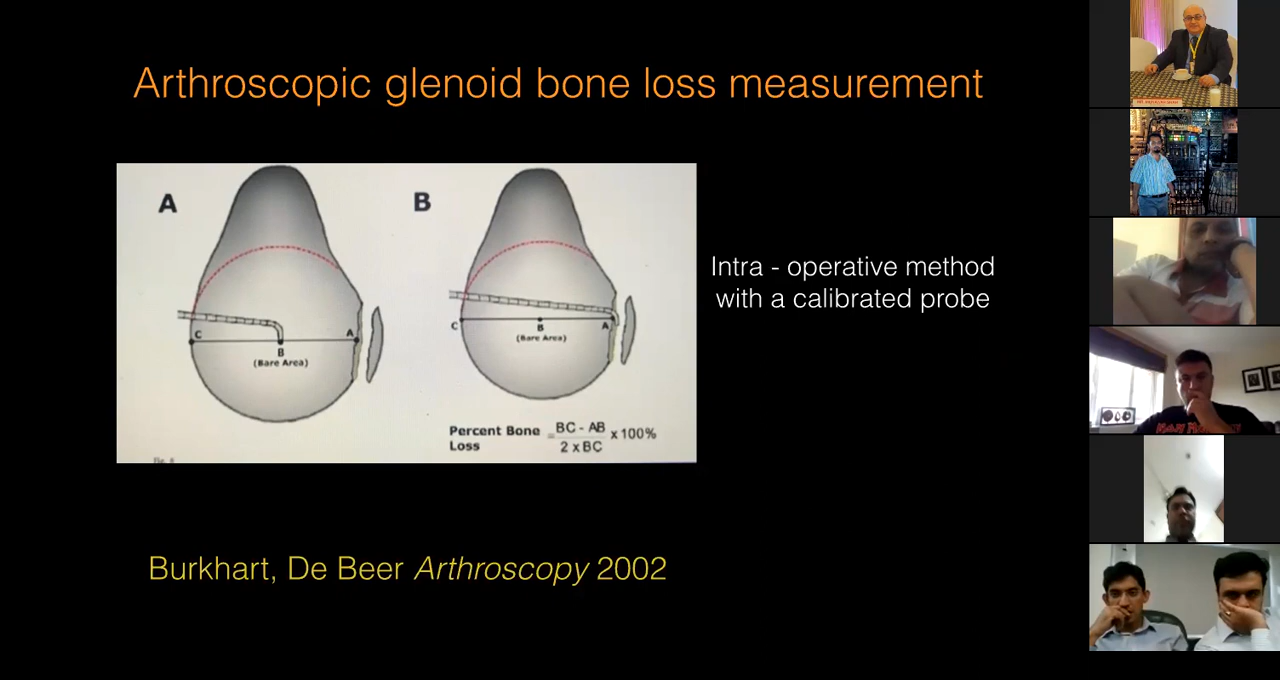 Arthroscopic glenoid bone loss measurement
A
B
C
A
B
(Bare Area)
C
B
A
(Bare Area)
Percent Bone Loss = BC - AB / 2 x BC x 100%
Intra - operative method
with a calibrated probe
Burkhart, De Beer Arthroscopy 2002